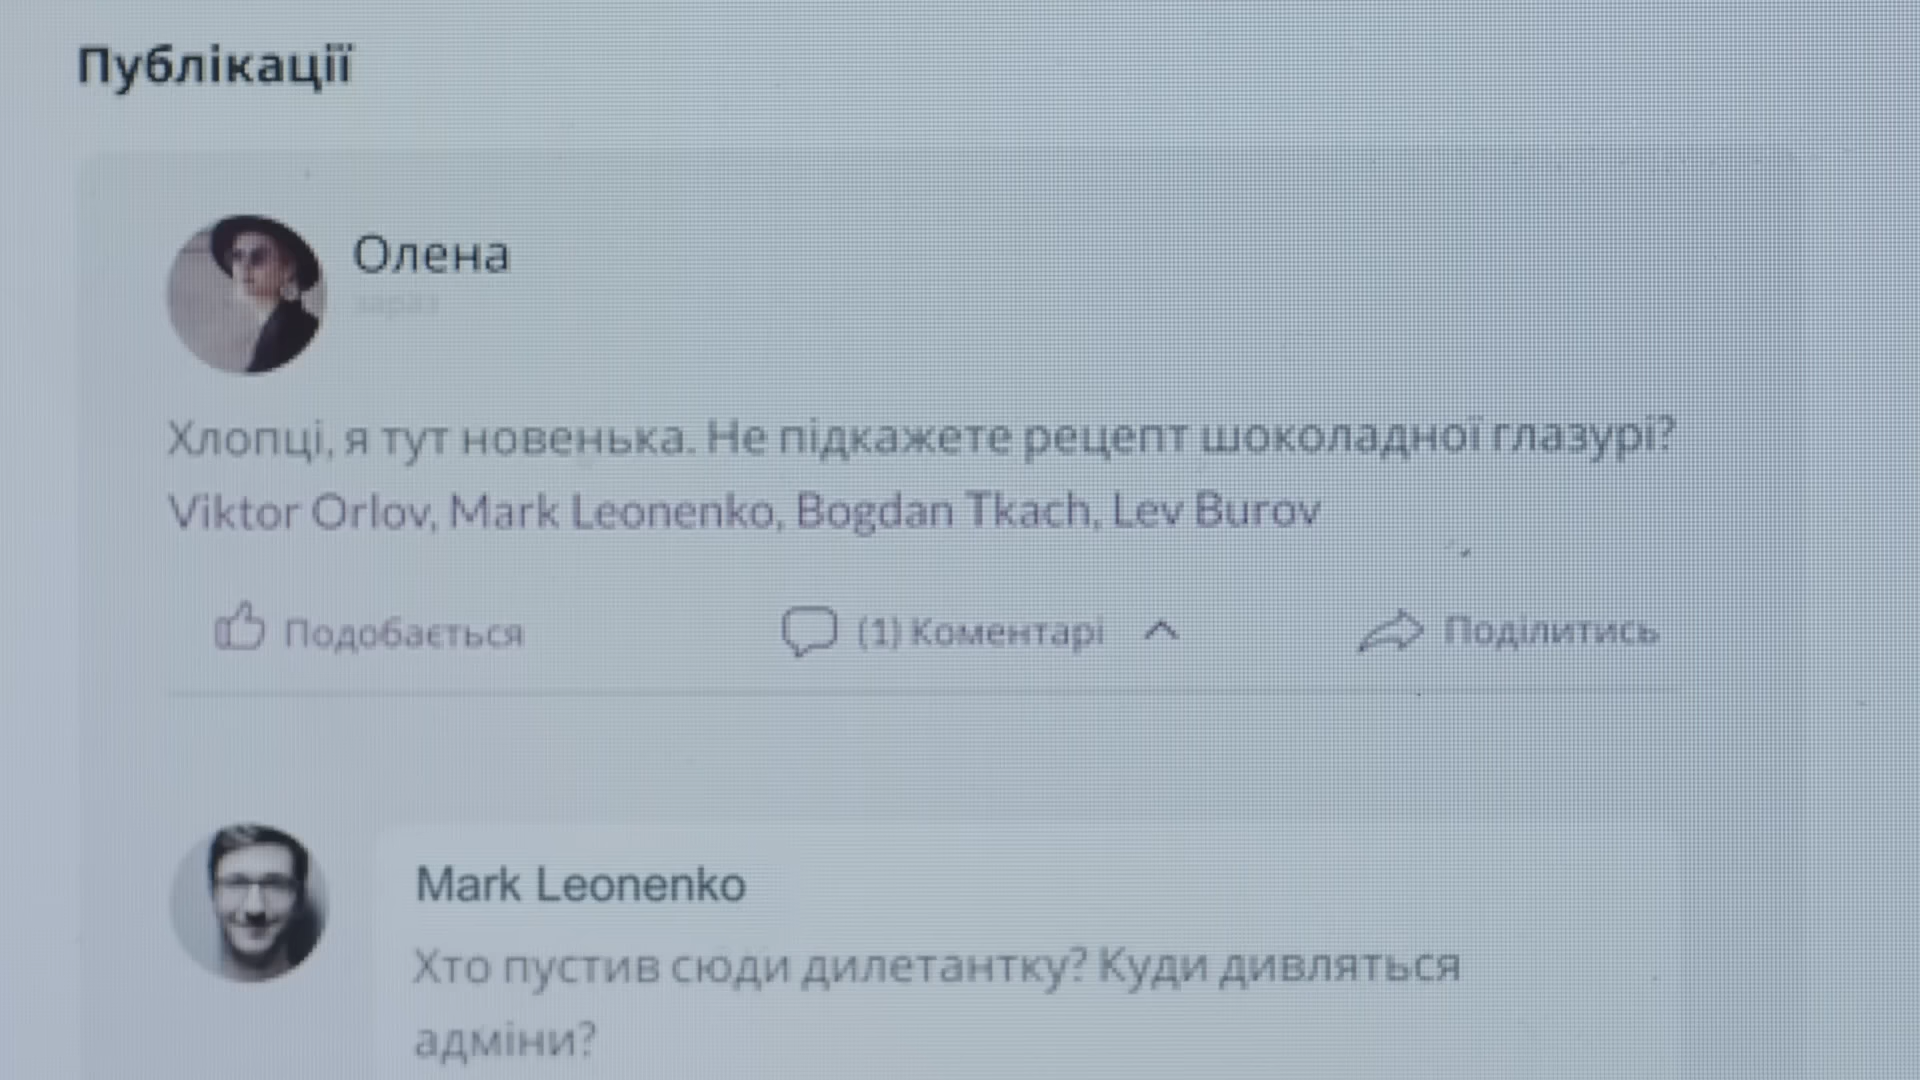 Публікації
Олена
зараз
Хлопці, я тут новенька. Не підкажете рецепт шоколадної глазурі?
Viktor Orlov, Mark Leonenko, Bogdan Tkach, Lev Burov
Подобається
(1) Коментарі
Поділитись
Mark Leonenko
Хто пустив сюди дилетантку? Куди дивляться
адміни?